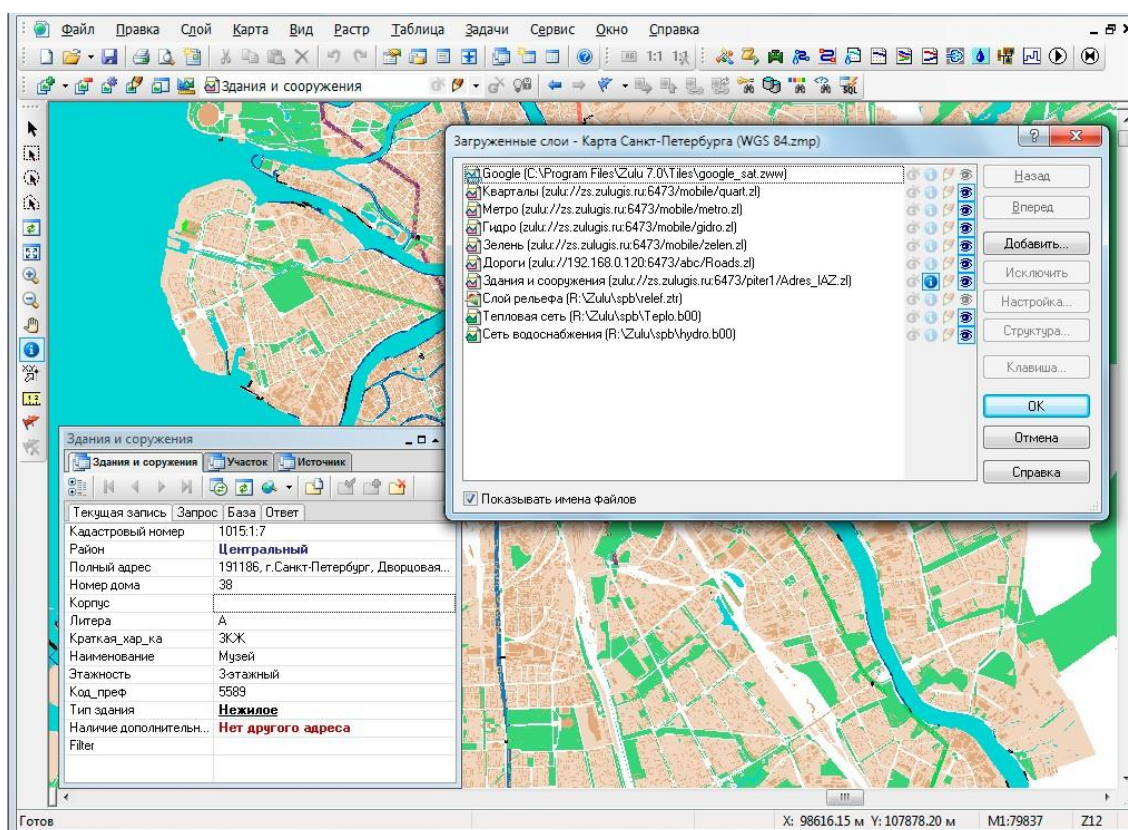 Файл Правка Слой Карта Вид Растр Таблица Задачи Сервис Окно Справка
1:1
Здания и сооружения
SQL
Загруженные слои - Карта Санкт-Петербурга (WGS 84.zmp)
Google (C:\Program Files\Zulu 7.0\Tiles\google_sat.zww)
Кварталы (zulu://zs.zulugis.ru:6473/mobile/quart.zl)
Метро (zulu://zs.zulugis.ru:6473/mobile/metro.zl)
Гидро (zulu://zs.zulugis.ru:6473/mobile/gidro.zl)
Зелень (zulu://zs.zulugis.ru:6473/mobile/zelen.zl)
Дороги (zulu://192.168.0.120:6473/abc/Roads.zl)
Здания и сооружения (zulu://zs.zulugis.ru:6473/piter1/Adres_IAZ.zl)
Слой рельефа (R:\Zulu\spb\relef.ztr)
Тепловая сеть (R:\Zulu\spb\Teplo.b00)
Сеть водоснабжения (R:\Zulu\spb\hydro.b00)
Назад
Вперед
Добавить...
Исключить
Настройка...
Структура...
Клавиша...
OK
Отмена
Справка
Показывать имена файлов
Здания и соружения
Здания и соружения Участок Источник
Текущая запись Запрос База Ответ
Кадастровый номер 1015:1:7
Район Центральный
Полный адрес 191186, г.Санкт-Петербург, Дворцовая...
Номер дома 38
Корпус
Литера А
Краткая_хар_ка ЗКЖ
Наименование Музей
Этажность 3-этажный
Код_преф 5589
Тип здания Нежилое
Наличие дополнительн... Нет другого адреса
Filter
Готов X: 98616.15 м Y: 107878.20 м М1:79837 Z12